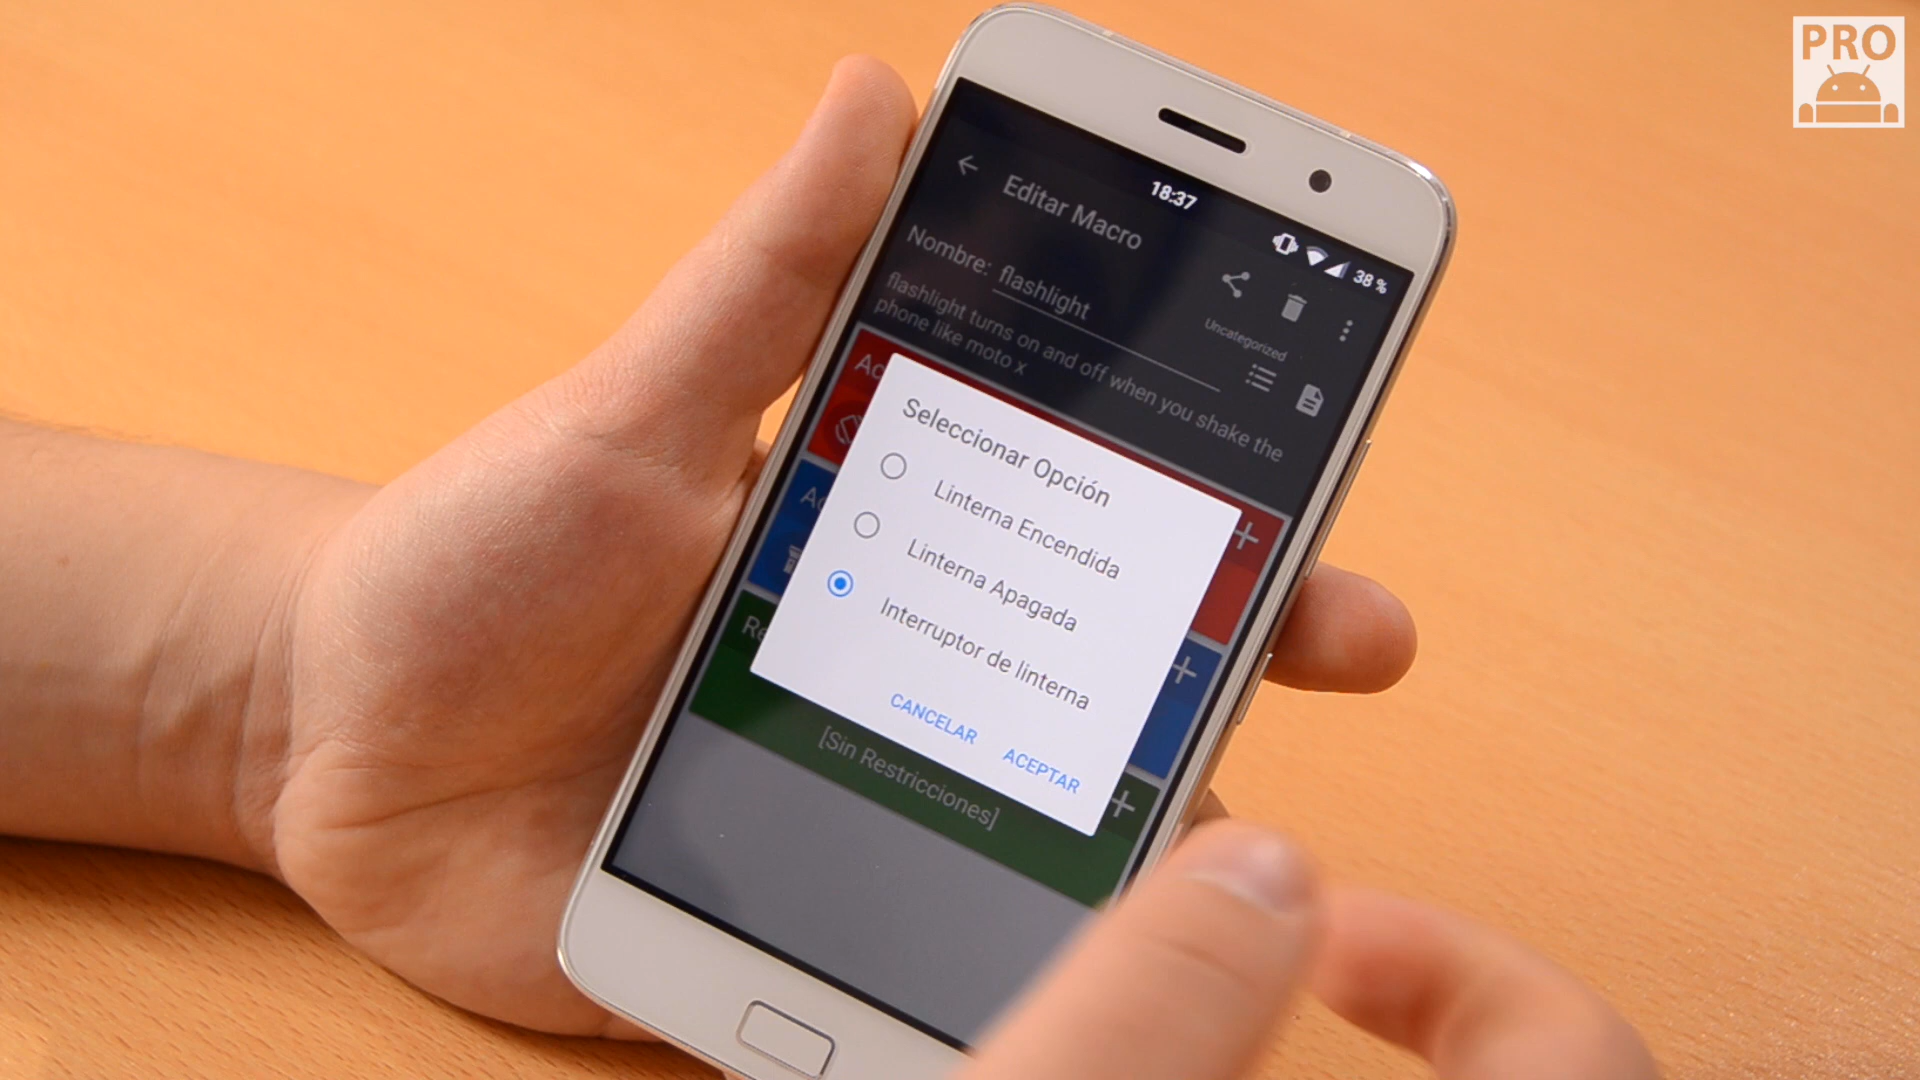 PRO
18:37
38 %
Editar Macro
Nombre: flashlight
Uncategorized
flashlight turns on and off when you shake the
phone like moto x
Seleccionar Opción
Linterna Encendida
Linterna Apagada
Interruptor de linterna
CANCELAR
ACEPTAR
[Sin Restricciones]